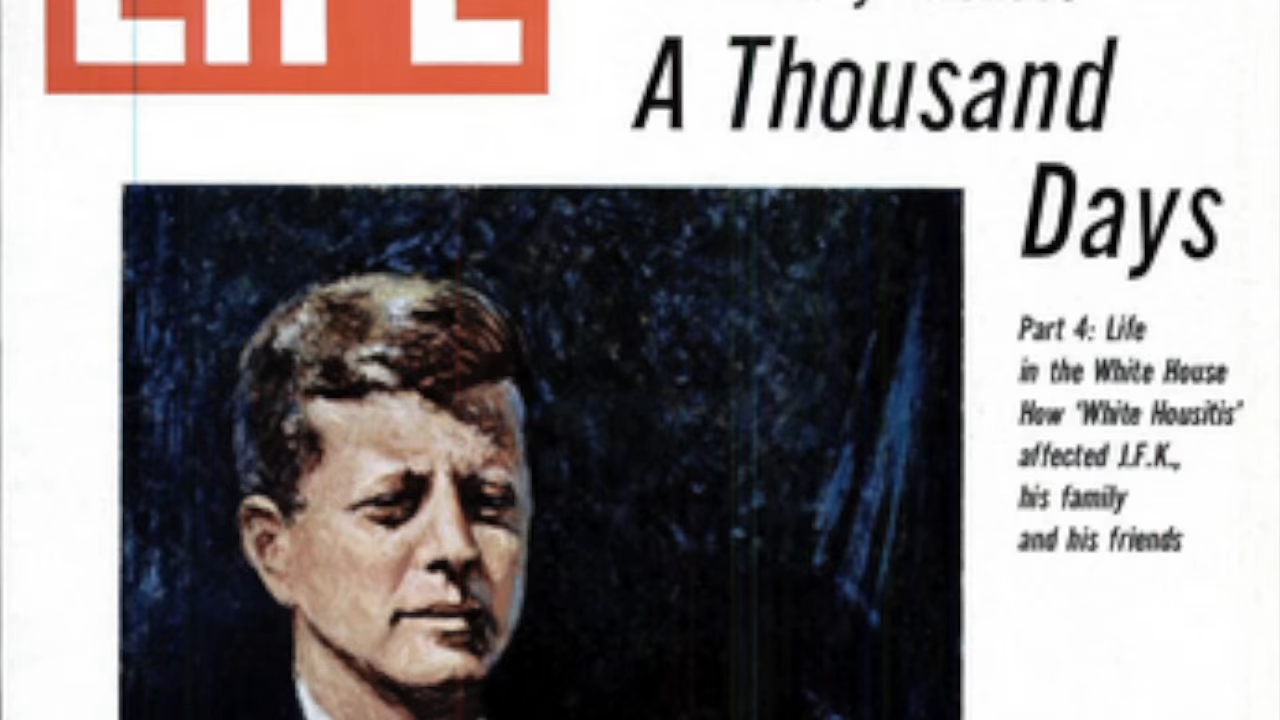 LIFE
A Thousand
Days
Part 4: Life
in the White House
How 'White Housitis'
affected J.F.K.,
his family
and his friends